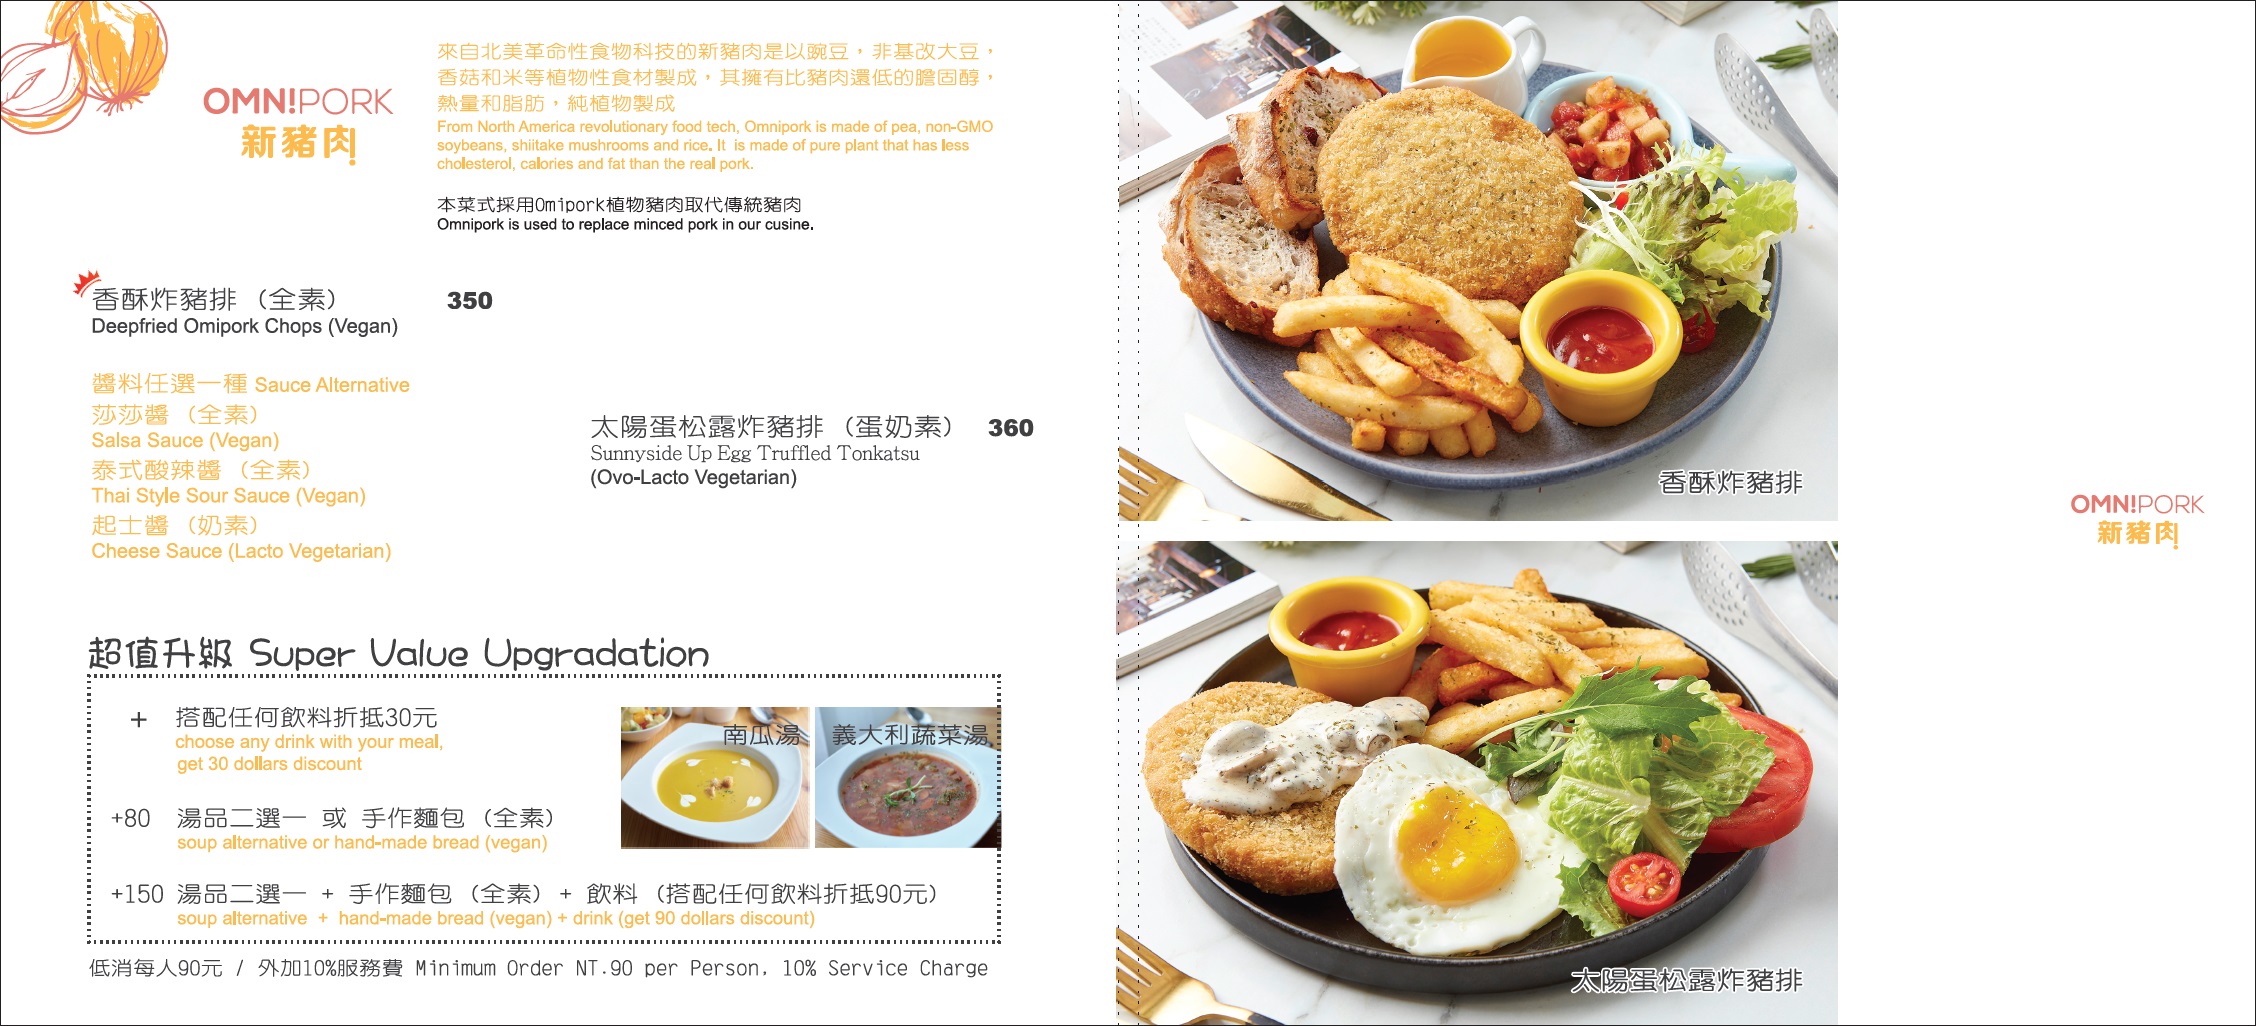 OMN!PORK
新豬肉
來自北美革命性食物科技的新豬肉是以豌豆，非基改大豆，
香菇和米等植物性食材製成，其擁有比豬肉還低的膽固醇，
熱量和脂肪，純植物製成
From North America revolutionary food tech, Omnipork is made of pea, non-GMO
soybeans, shiitake mushrooms and rice. It is made of pure plant that has less
cholesterol, calories and fat than the real pork.
本菜式採用Omipork植物豬肉取代傳統豬肉
Omnipork is used to replace minced pork in our cusine.
香酥炸豬排（全素） 350
Deepfried Omipork Chops (Vegan)
醬料任選一種 Sauce Alternative
莎莎醬（全素）
Salsa Sauce (Vegan)
泰式酸辣醬（全素）
Thai Style Sour Sauce (Vegan)
起士醬（奶素）
Cheese Sauce (Lacto Vegetarian)
太陽蛋松露炸豬排（蛋奶素） 360
Sunnyside Up Egg Truffled Tonkatsu
(Ovo-Lacto Vegetarian)
超值升級 Super Value Upgradation
+ 搭配任何飲料折抵30元
choose any drink with your meal,
get 30 dollars discount
+80 湯品二選一 或 手作麵包（全素）
soup alternative or hand-made bread (vegan)
南瓜湯
義大利蔬菜湯
+150 湯品二選一 + 手作麵包（全素）+ 飲料（搭配任何飲料折抵90元）
soup alternative + hand-made bread (vegan) + drink (get 90 dollars discount)
低消每人90元 / 外加10%服務費 Minimum Order NT.90 per Person, 10% Service Charge
香酥炸豬排
太陽蛋松露炸豬排
OMN!PORK
新豬肉